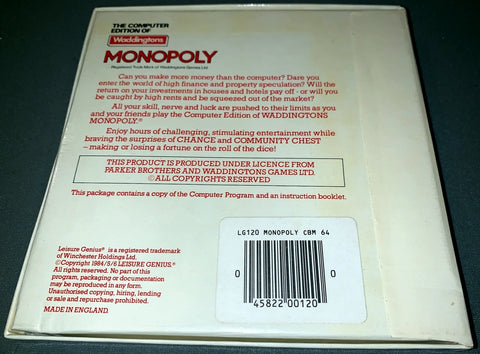 THE COMPUTER
EDITION OF
Waddingtons
MONOPOLY
Registered Trade Mark of Waddingtons Games Ltd
Can you make more money than the computer? Dare you
enter the world of high finance and property speculation? Will the
return on your investments in houses and hotels pay off - or will you
be caught by high rents and be squeezed out of the market?
All your skill, nerve and luck are pushed to their limits as you
and your friends play the Computer Edition of WADDINGTONS
MONOPOLY.®
Enjoy hours of challenging, stimulating entertainment while
braving the surprises of CHANCE and COMMUNITY CHEST
– making or losing a fortune on the roll of the dice!
THIS PRODUCT IS PRODUCED UNDER LICENCE FROM
PARKER BROTHERS AND WADDINGTONS GAMES LTD.
©ALL COPYRIGHTS RESERVED
This package contains a copy of the Computer Program and an instruction booklet.
LG120 MONOPOLY CBM 64
0 45822 00120 0
Leisure Genius® is a registered trademark
of Winchester Holdings Ltd.
©Copyright 1984/5/6 LEISURE GENIUS.®
All rights reserved. No part of this
program, packaging or documentation
may be reproduced in any form.
Unauthorised copying, hiring, lending
or sale and repurchase prohibited.
MADE IN ENGLAND.